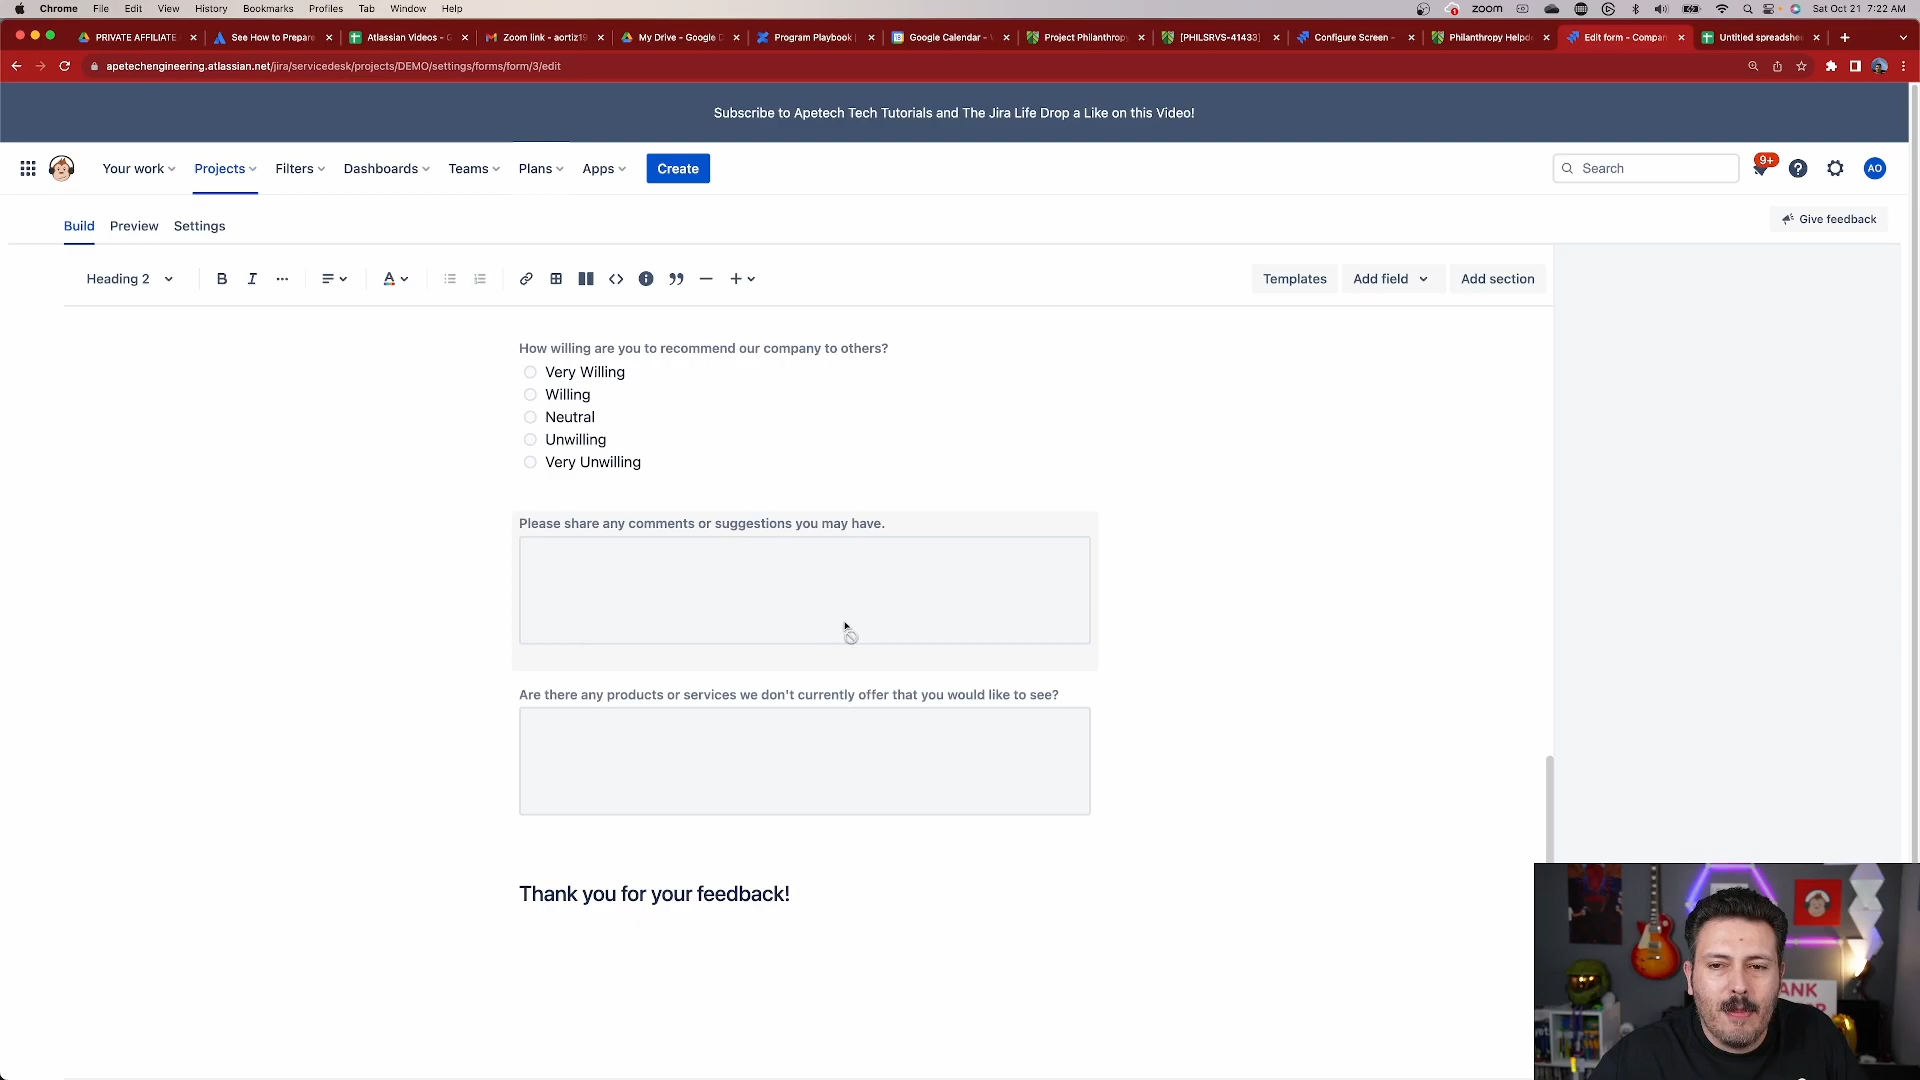 Chrome File Edit View History Bookmarks Profiles Tab Window Help
zoom Sat Oct 21 7:22 AM
PRIVATE AFFILIATE
See How to Prepare
Atlassian Videos - G
Zoom link - aortiz19
My Drive - Google D
Program Playbook
Google Calendar -
Project Philanthropy
[PHILSRVS-41433]
Configure Screen -
Philanthropy Helpd
Edit form - Compan
Untitled spreadshe
apetechengineering.atlassian.net/jira/servicedesk/projects/DEMO/settings/forms/form/3/edit
Subscribe to Apetech Tech Tutorials and The Jira Life Drop a Like on this Video!
Your work Projects Filters Dashboards Teams Plans Apps Create
Search
9+
AO
Build Preview Settings
Give feedback
Heading 2 B I A
Templates Add field Add section
How willing are you to recommend our company to others?
Very Willing
Willing
Neutral
Unwilling
Very Unwilling
Please share any comments or suggestions you may have.
Are there any products or services we don't currently offer that you would like to see?
Thank you for your feedback!